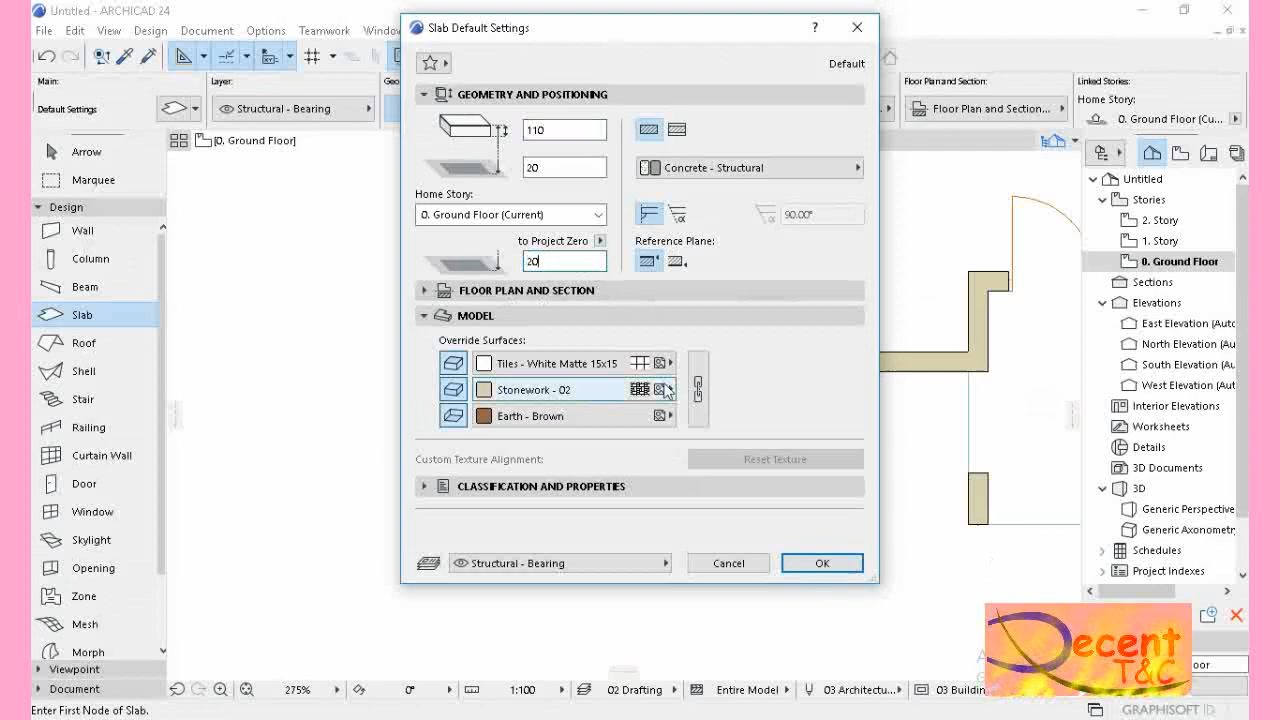 Untitled - ARCHICAD 24
File Edit View Design Document Options Teamwork Window
Main:
Default Settings
Layer:
Structural - Bearing
Floor Plan and Section:
Floor Plan and Section...
Linked Stories:
Home Story:
0. Ground Floor (Cu...
[0. Ground Floor]
Arrow
Marquee
Design
Wall
Column
Beam
Slab
Roof
Shell
Stair
Railing
Curtain Wall
Door
Window
Skylight
Opening
Zone
Mesh
Morph
Viewpoint
Document
Slab Default Settings
?
Default
GEOMETRY AND POSITIONING
110
20
Concrete - Structural
Home Story:
0. Ground Floor (Current)
90.00°
to Project Zero
Reference Plane:
20
FLOOR PLAN AND SECTION
MODEL
Override Surfaces:
Tiles - White Matte 15x15
Stonework - 02
Earth - Brown
Custom Texture Alignment:
Reset Texture
CLASSIFICATION AND PROPERTIES
Structural - Bearing
Cancel
OK
Untitled
Stories
2. Story
1. Story
0. Ground Floor
Sections
Elevations
East Elevation (Auto
North Elevation (Au
South Elevation (Au
West Elevation (Aut
Interior Elevations
Worksheets
Details
3D Documents
3D
Generic Perspective
Generic Axonometr
Schedules
Project Indexes
Decent
T&C
oor
275%
0°
1:100
02 Drafting
Entire Model
03 Architectu...
03 Buildin
Enter First Node of Slab.
GRAPHISOFT ID